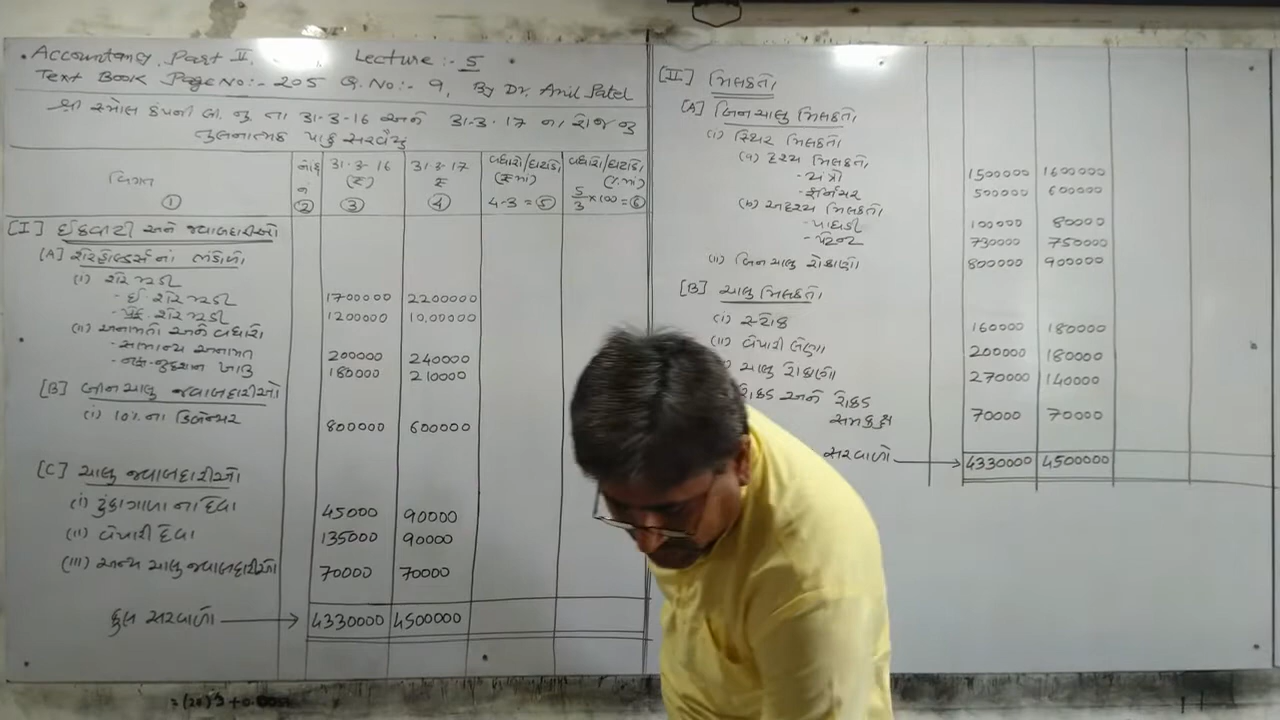 Accountancy Part II Lecture :- 5
Text Book Page No:- 205 Q. No:- 9, By Dr. Anil Patel
શ્રી સ્મોલ કંપની લિ. નું તા 31-3-16 અને 31-3-17 ના રોજનું
તુલનાત્મક પાકું સરવૈયું
વિગત ① નોંધ નં ② 31-3-16 (₹) ③ 31-3-17 ₹ ④ વધારો/ઘટાડો (₹માં) 4-3 = ⑤ વધારો/ઘટાડો (%માં) 5/3 × 100 = ⑥
[I] ઈક્વિટી અને જવાબદારીઓ
[A] શેરહોલ્ડર્સનાં ભંડોળ
(i) શેરમૂડી
- ઈ. શેરમૂડી 1700000 2200000
- પ્રેફ. શેરમૂડી 1200000 10,00000
(ii) અનામતો અને વધારો
- સામાન્ય અનામત 200000 240000
- નફા-નુકશાન ખાતું 180000 210000
[B] બિન ચાલુ જવાબદારીઓ
(i) 10% ના ડિબેન્ચર 800000 600000
[C] ચાલુ જવાબદારીઓ
(i) ટુંકાગાળાના દેવા 45000 90000
(ii) વેપારી દેવા 135000 90000
(iii) અન્ય ચાલુ જવાબદારીઓ 70000 70000
કુલ સરવાળો 4330000 4500000
[II] મિલકતો
[A] બિનચાલુ મિલકતો
(i) સ્થિર મિલકતો
(a) દૃશ્ય મિલકતો
- યંત્રો 1500000 1600000
- ફર્નિચર 500000 600000
(b) અદૃશ્ય મિલકતો
- પાઘડી 100000 80000
- પેટન્ટ 730000 750000
(ii) બિન ચાલુ રોકાણો 800000 900000
[B] ચાલુ મિલકતો
(i) સ્ટોક 160000 180000
(ii) વેપારી લેણાં 200000 180000
ચાલુ રોકાણો 270000 140000
રોકડ અને રોકડ
સમકક્ષ 70000 70000
સરવાળો 4330000 4500000